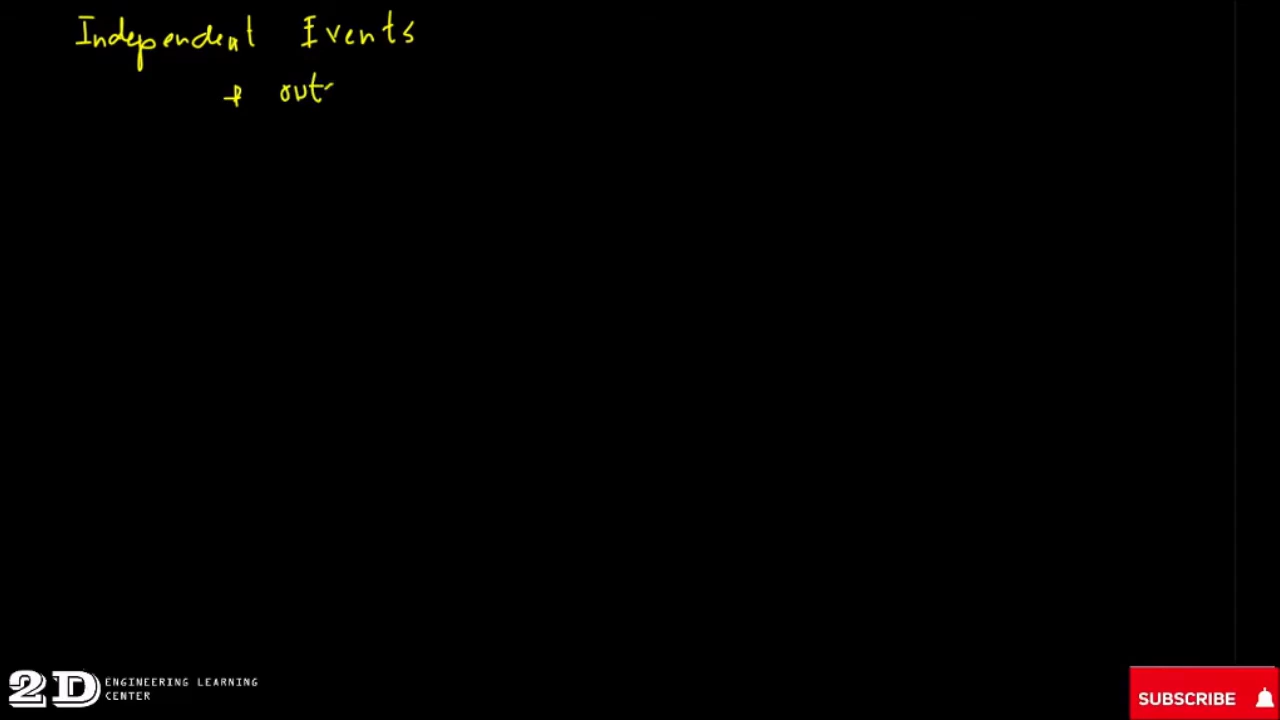 Independent Events
* out
2D ENGINEERING LEARNING
CENTER
SUBSCRIBE